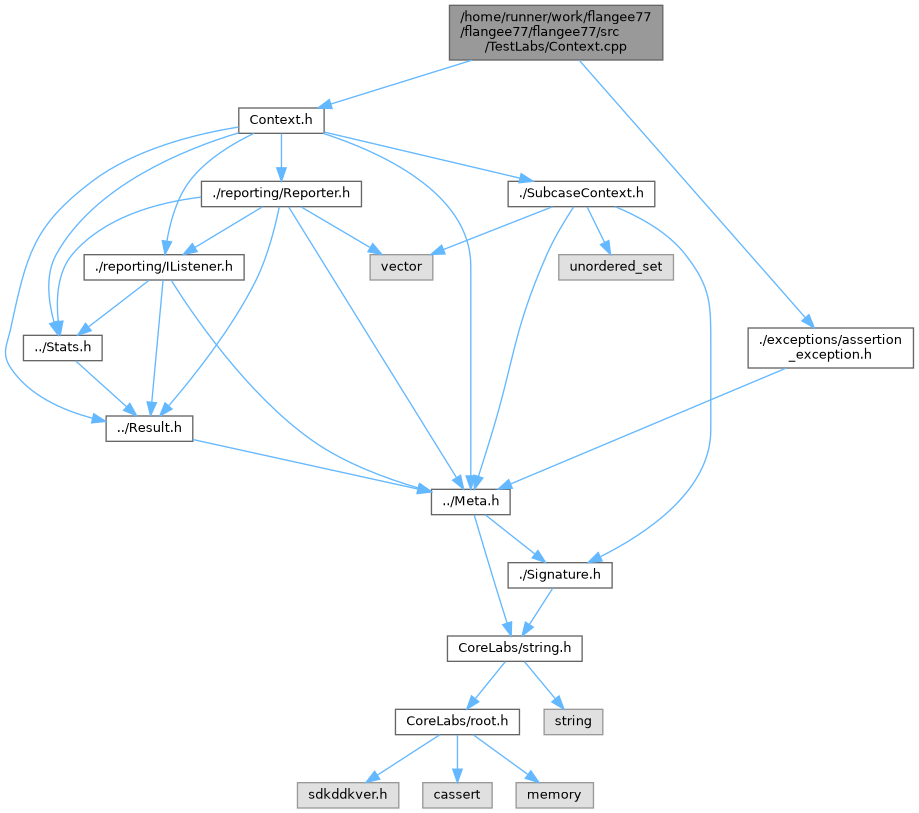 /home/runner/work/flangee77
/flangee77/flangee77/src
/TestLabs/Context.cpp
Context.h
./reporting/Reporter.h
./SubcaseContext.h
./reporting/IListener.h
vector
unordered_set
../Stats.h
./exceptions/assertion
_exception.h
../Result.h
../Meta.h
./Signature.h
CoreLabs/string.h
CoreLabs/root.h
string
sdkddkver.h
cassert
memory